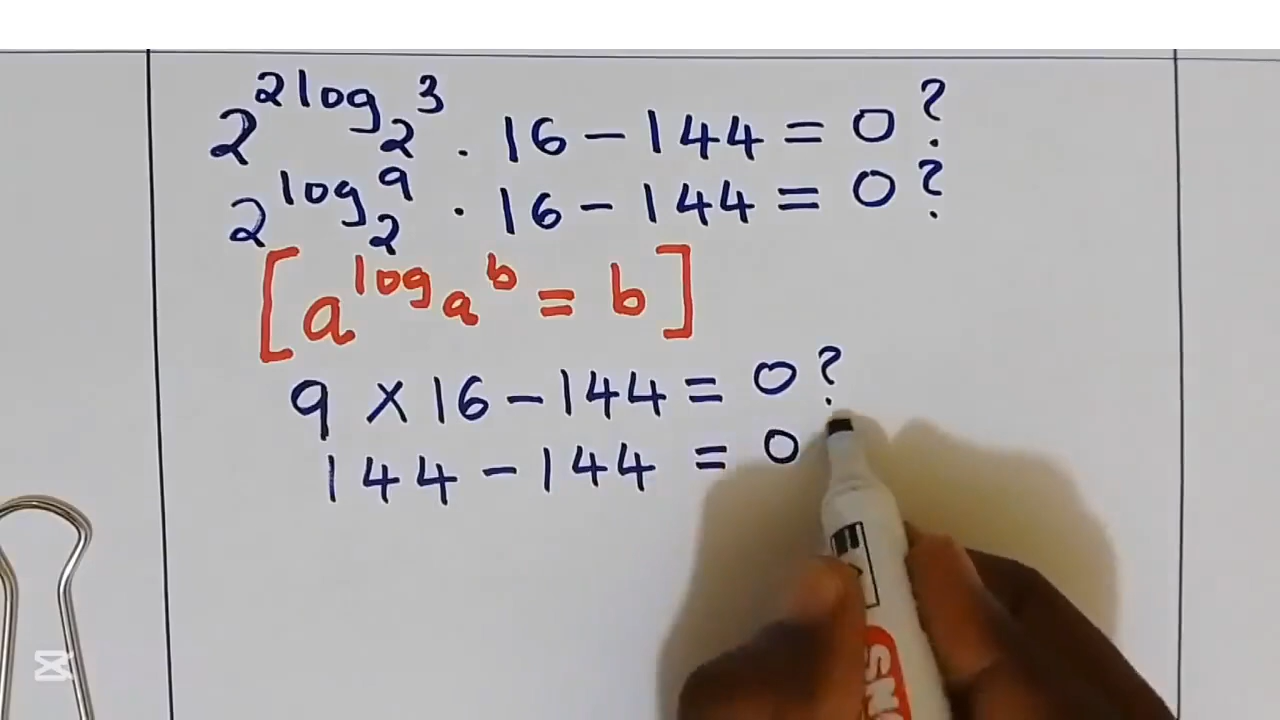 2^{2log_2 3} . 16 - 144 = 0?
2^{log_2 9} . 16 - 144 = 0?
[a^{log_a b} = b]
9 × 16 - 144 = 0?
144 - 144 = 0